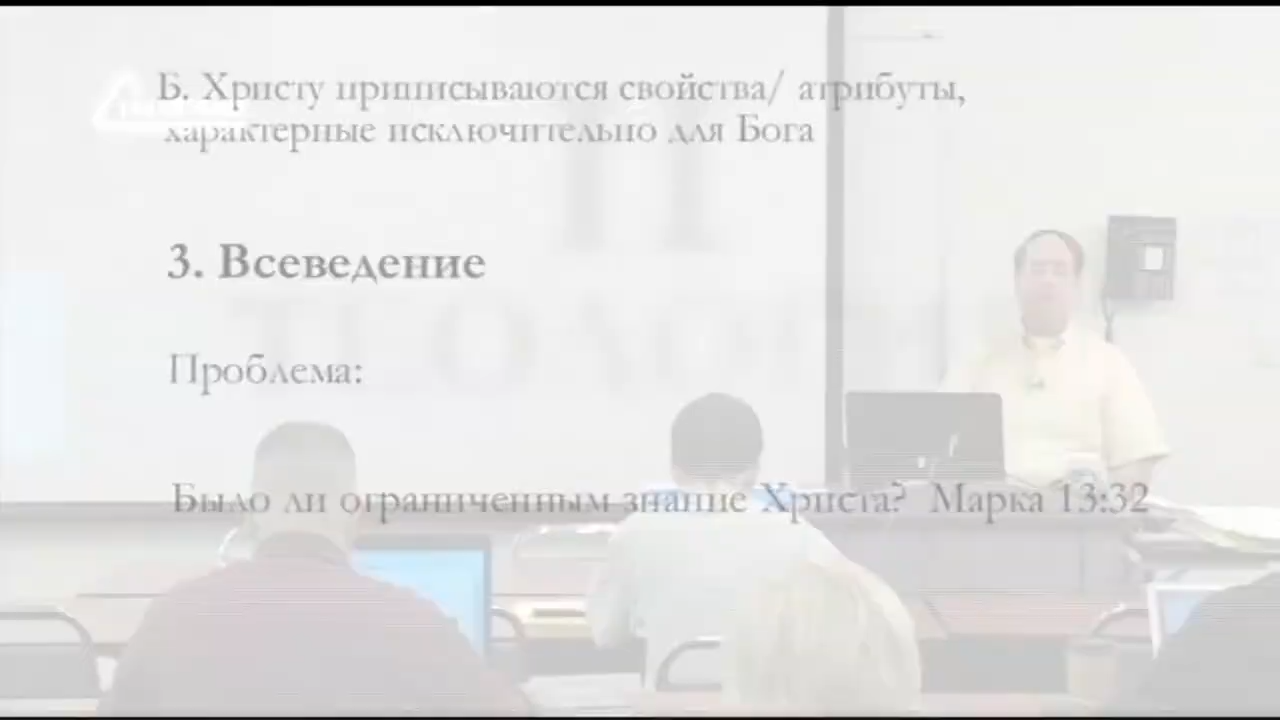 Б. Христу приписываются свойства/ атрибуты,
характерные исключительно для Бога
3. Всеведение
Проблема:
Было ли ограниченным знание Христа? Марка 13:32